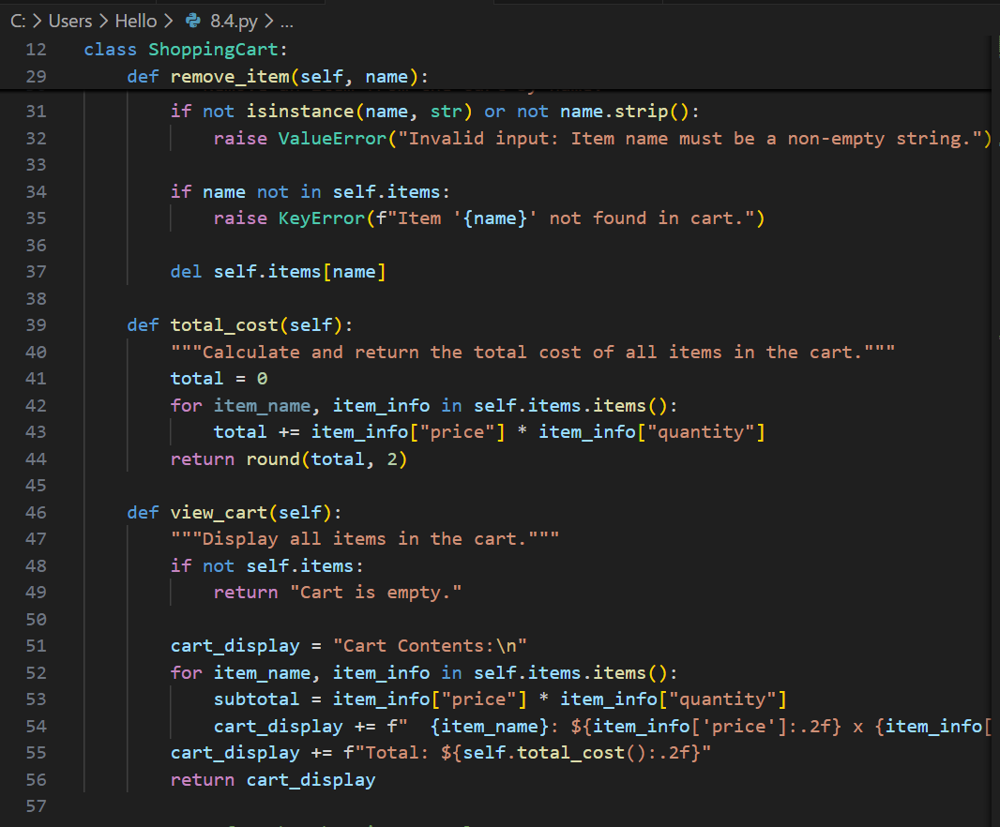 C: > Users > Hello > 8.4.py > ...
12 class ShoppingCart:
29     def remove_item(self, name):
31         if not isinstance(name, str) or not name.strip():
32             raise ValueError("Invalid input: Item name must be a non-empty string.")
33
34         if name not in self.items:
35             raise KeyError(f"Item '{name}' not found in cart.")
36
37         del self.items[name]
38
39     def total_cost(self):
40         """Calculate and return the total cost of all items in the cart."""
41         total = 0
42         for item_name, item_info in self.items.items():
43             total += item_info["price"] * item_info["quantity"]
44         return round(total, 2)
45
46     def view_cart(self):
47         """Display all items in the cart."""
48         if not self.items:
49             return "Cart is empty."
50
51         cart_display = "Cart Contents:\n"
52         for item_name, item_info in self.items.items():
53             subtotal = item_info["price"] * item_info["quantity"]
54             cart_display += f"  {item_name}: ${item_info['price']:.2f} x {item_info[
55         cart_display += f"Total: ${self.total_cost():.2f}"
56         return cart_display
57